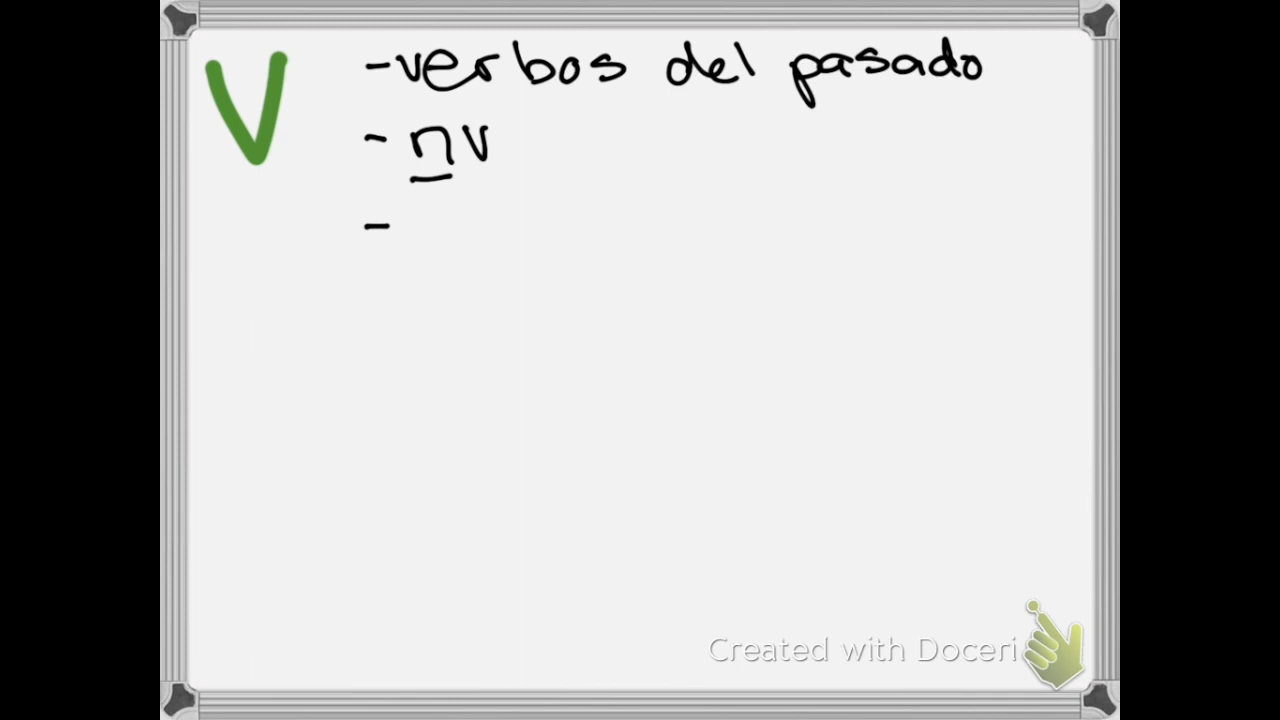 V
-verbos del pasado
- nv
-
Created with Doceri